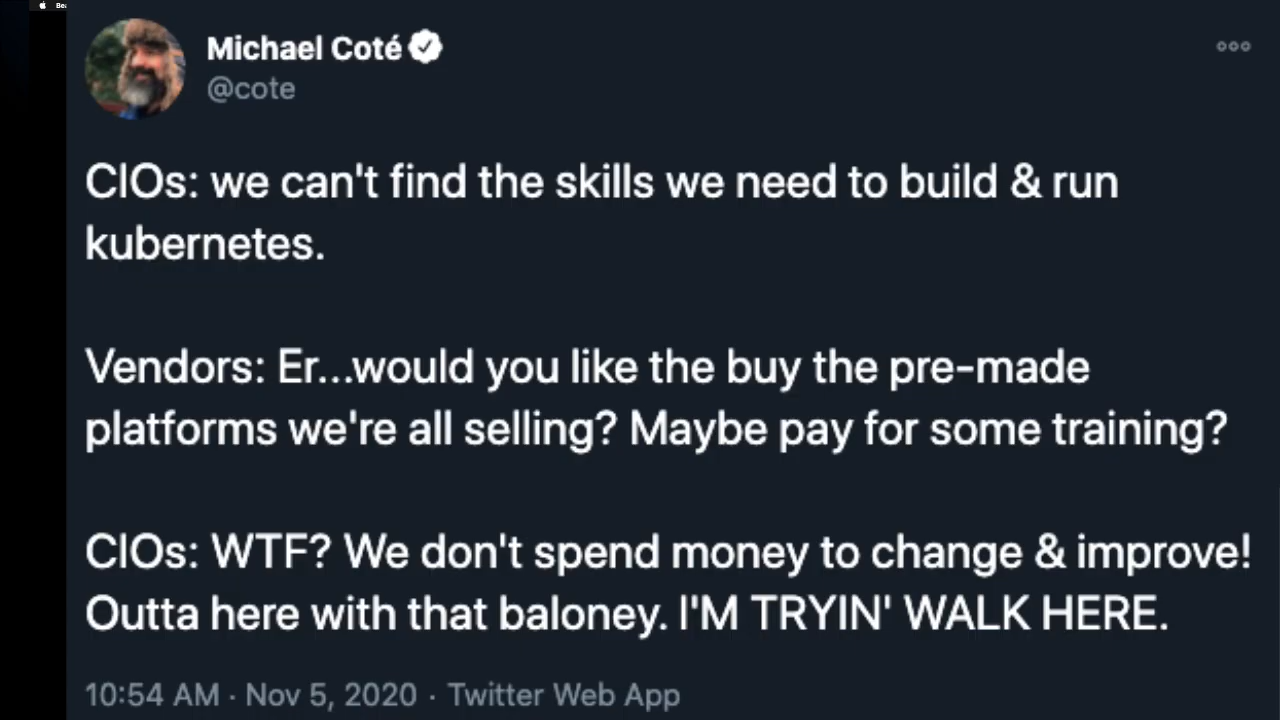 Bea
Michael Coté
@cote
CIOs: we can't find the skills we need to build & run
kubernetes.
Vendors: Er...would you like the buy the pre-made
platforms we're all selling? Maybe pay for some training?
CIOs: WTF? We don't spend money to change & improve!
Outta here with that baloney. I'M TRYIN' WALK HERE.
10:54 AM · Nov 5, 2020 · Twitter Web App